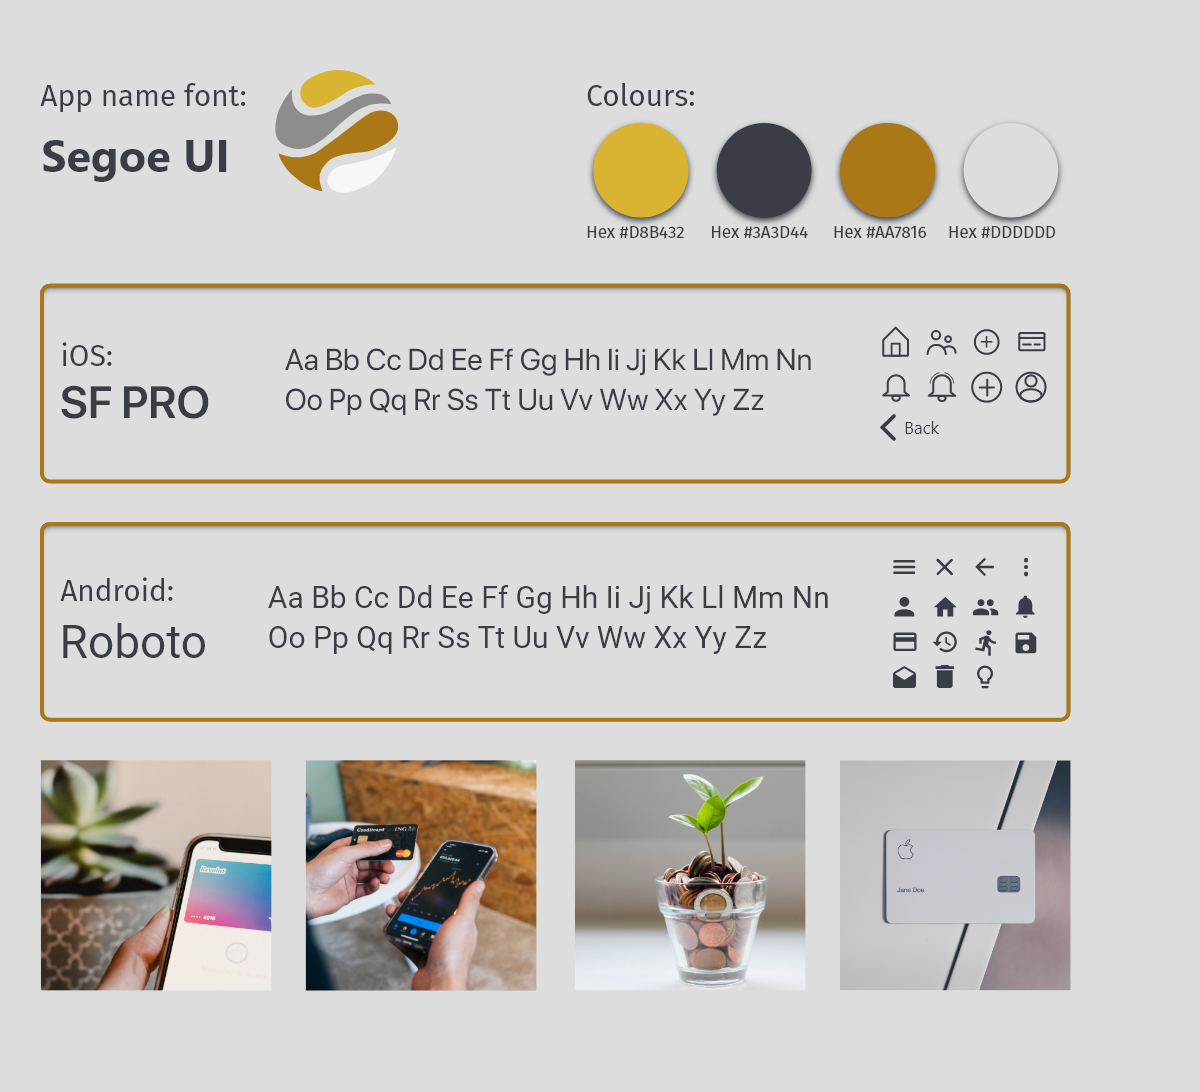 App name font:
Segoe UI
Colours:
Hex #D8B432
Hex #3A3D44
Hex #AA7816
Hex #DDDDDD
iOS:
SF PRO
Aa Bb Cc Dd Ee Ff Gg Hh Ii Jj Kk Ll Mm Nn
Oo Pp Qq Rr Ss Tt Uu Vv Ww Xx Yy Zz
Back
Android:
Roboto
Aa Bb Cc Dd Ee Ff Gg Hh Ii Jj Kk Ll Mm Nn
Oo Pp Qq Rr Ss Tt Uu Vv Ww Xx Yy Zz
Revolut
Creditcard
ING
Jane Doe